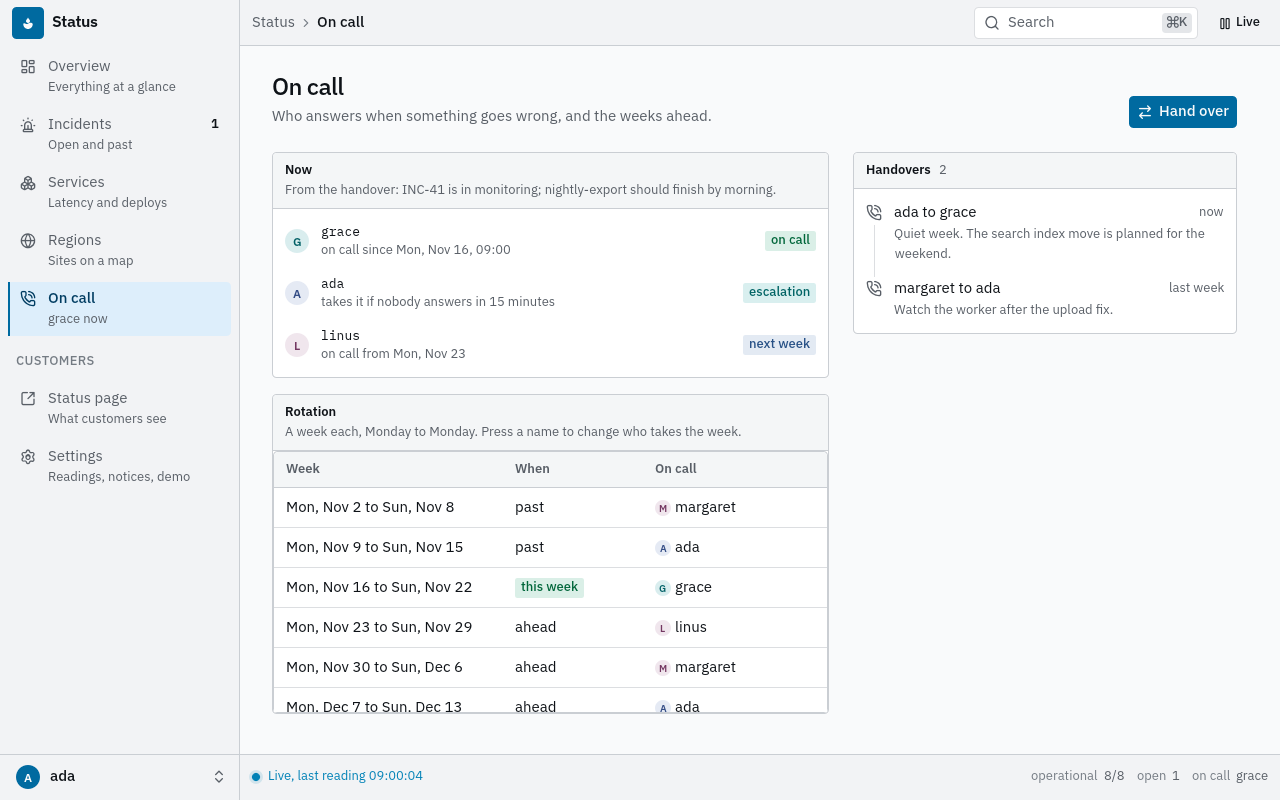 Status
Overview
Everything at a glance
Incidents 1
Open and past
Services
Latency and deploys
Regions
Sites on a map
On call
grace now
CUSTOMERS
Status page
What customers see
Settings
Readings, notices, demo
A ada
Status > On call
Search ⌘K
Live
On call
Who answers when something goes wrong, and the weeks ahead.
Hand over
Now
From the handover: INC-41 is in monitoring; nightly-export should finish by morning.
G grace on call
on call since Mon, Nov 16, 09:00
A ada escalation
takes it if nobody answers in 15 minutes
L linus next week
on call from Mon, Nov 23
Rotation
A week each, Monday to Monday. Press a name to change who takes the week.
Week When On call
Mon, Nov 2 to Sun, Nov 8 past M margaret
Mon, Nov 9 to Sun, Nov 15 past A ada
Mon, Nov 16 to Sun, Nov 22 this week G grace
Mon, Nov 23 to Sun, Nov 29 ahead L linus
Mon, Nov 30 to Sun, Dec 6 ahead M margaret
Mon, Dec 7 to Sun, Dec 13 ahead A ada
Handovers 2
ada to grace now
Quiet week. The search index move is planned for the
weekend.
margaret to ada last week
Watch the worker after the upload fix.
Live, last reading 09:00:04
operational 8/8 open 1 on call grace